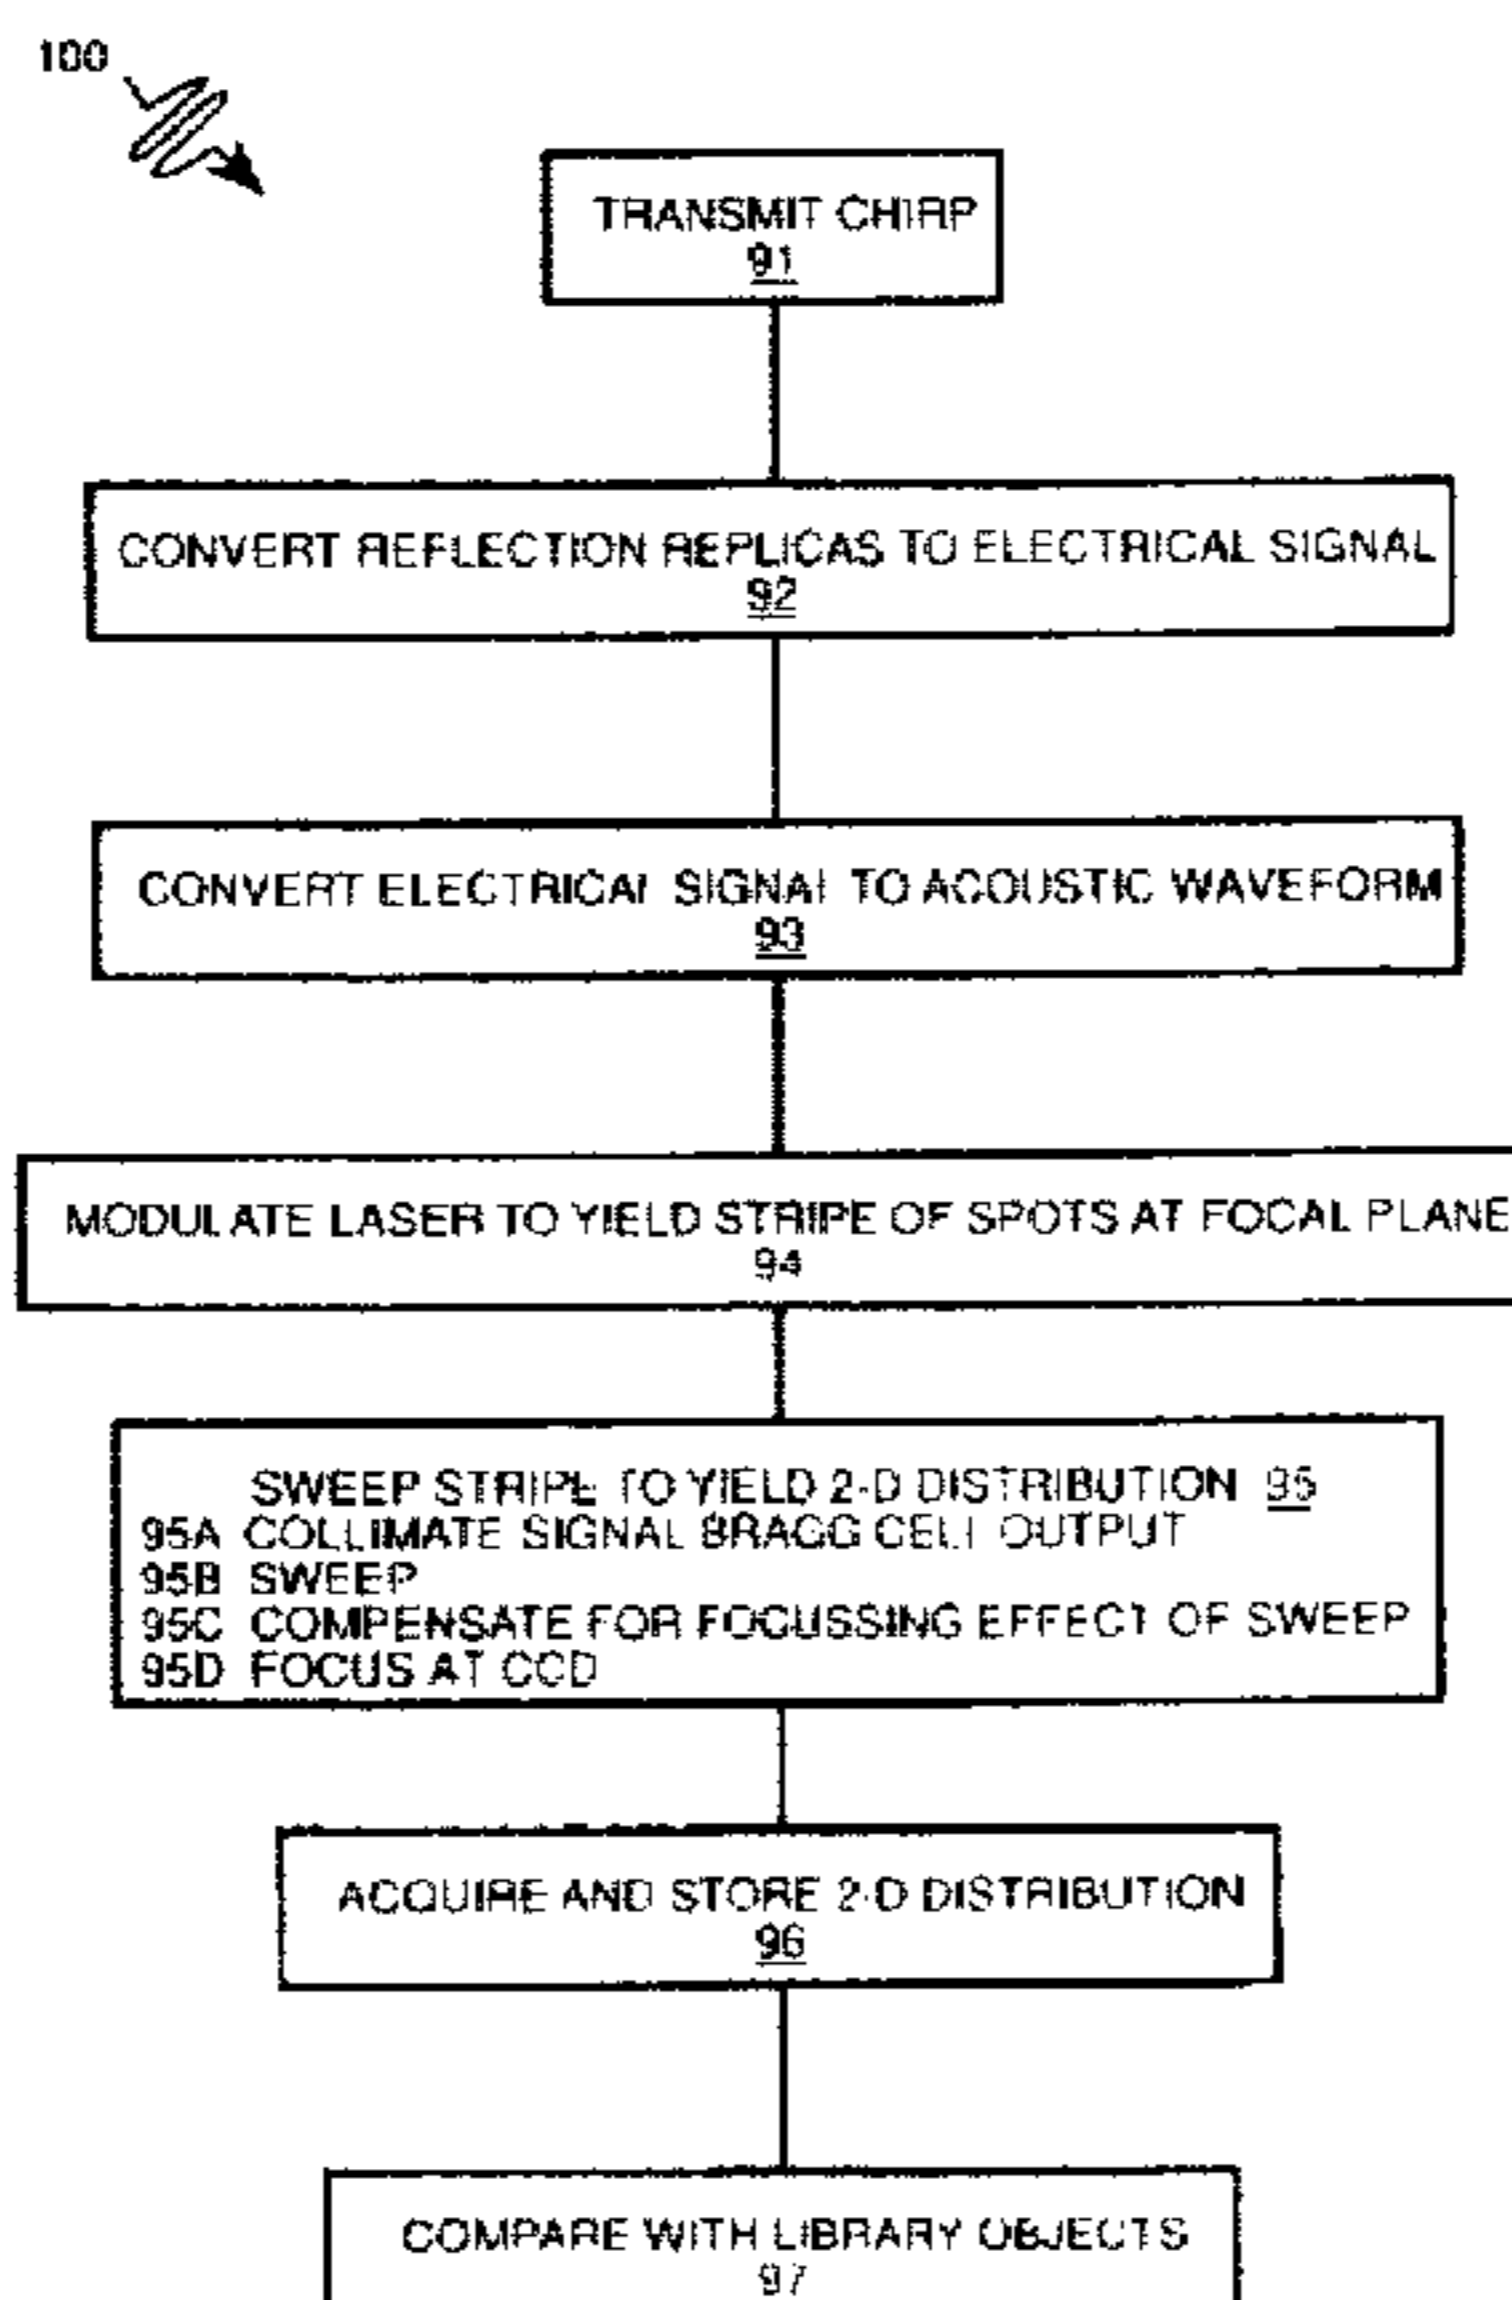 100
TRANSMIT CHIRP
91
CONVERT REFLECTION REPLICAS TO ELECTRICAL SIGNAL
92
CONVERT ELECTRICAL SIGNAL TO ACOUSTIC WAVEFORM
93
MODULATE LASER TO YIELD STRIPE OF SPOTS AT FOCAL PLANE
94
SWEEP STRIPE TO YIELD 2-D DISTRIBUTION 95
95A COLLIMATE SIGNAL BRAGG CELL OUTPUT
95B SWEEP
95C COMPENSATE FOR FOCUSSING EFFECT OF SWEEP
95D FOCUS AT CCD
ACQUIRE AND STORE 2-D DISTRIBUTION
96
COMPARE WITH LIBRARY OBJECTS
97